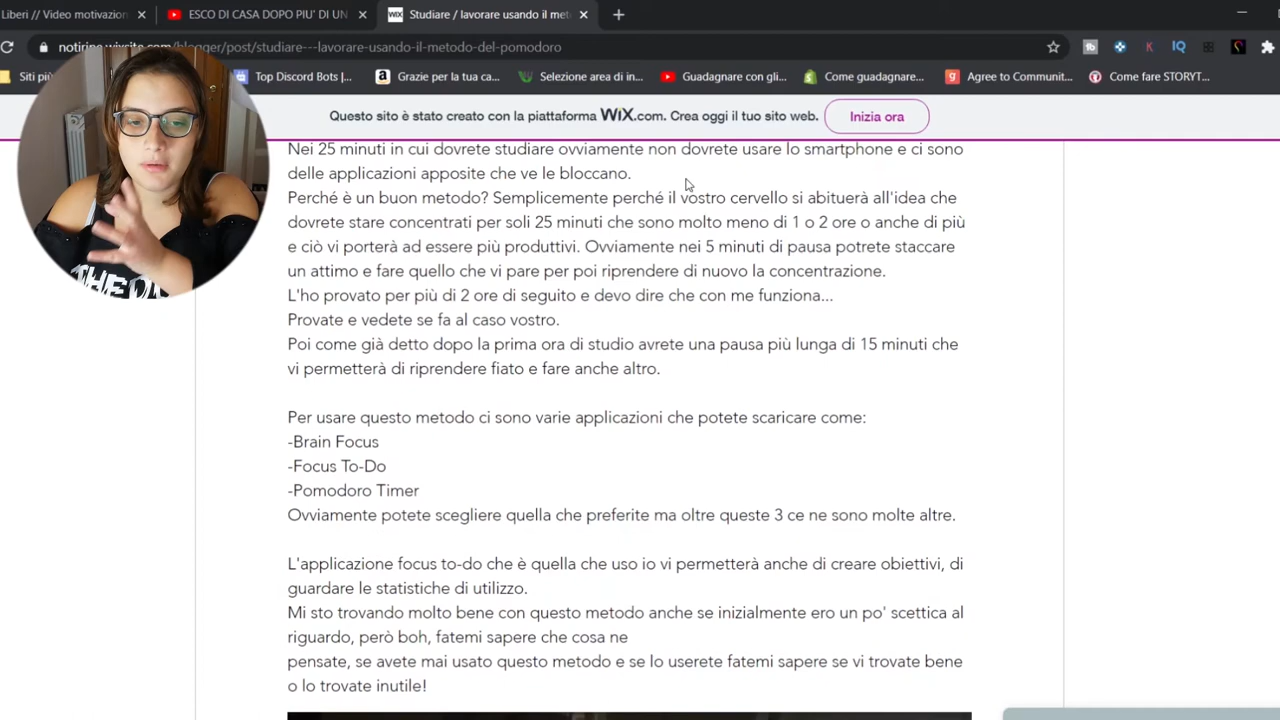 Liberi // Video motivazion
ESCO DI CASA DOPO PIU' DI UN
WiX
Studiare / lavorare usando il met
notirine.wixsite.com/blogger/post/studiare---lavorare-usando-il-metodo-del-pomodoro
IQ
Siti più
Top Discord Bots |...
Grazie per la tua ca...
Selezione area di in...
Guadagnare con gli...
Come guadagnare...
Agree to Communit...
Come fare STORYT...
Questo sito è stato creato con la piattaforma WiX.com. Crea oggi il tuo sito web.
Inizia ora
Nei 25 minuti in cui dovrete studiare ovviamente non dovrete usare lo smartphone e ci sono
delle applicazioni apposite che ve le bloccano.
Perché è un buon metodo? Semplicemente perché il vostro cervello si abituerà all'idea che
dovrete stare concentrati per soli 25 minuti che sono molto meno di 1 o 2 ore o anche di più
e ciò vi porterà ad essere più produttivi. Ovviamente nei 5 minuti di pausa potrete staccare
un attimo e fare quello che vi pare per poi riprendere di nuovo la concentrazione.
L'ho provato per più di 2 ore di seguito e devo dire che con me funziona...
Provate e vedete se fa al caso vostro.
Poi come già detto dopo la prima ora di studio avrete una pausa più lunga di 15 minuti che
vi permetterà di riprendere fiato e fare anche altro.
Per usare questo metodo ci sono varie applicazioni che potete scaricare come:
-Brain Focus
-Focus To-Do
-Pomodoro Timer
Ovviamente potete scegliere quella che preferite ma oltre queste 3 ce ne sono molte altre.
L'applicazione focus to-do che è quella che uso io vi permetterà anche di creare obiettivi, di
guardare le statistiche di utilizzo.
Mi sto trovando molto bene con questo metodo anche se inizialmente ero un po' scettica al
riguardo, però boh, fatemi sapere che cosa ne
pensate, se avete mai usato questo metodo e se lo userete fatemi sapere se vi trovate bene
o lo trovate inutile!